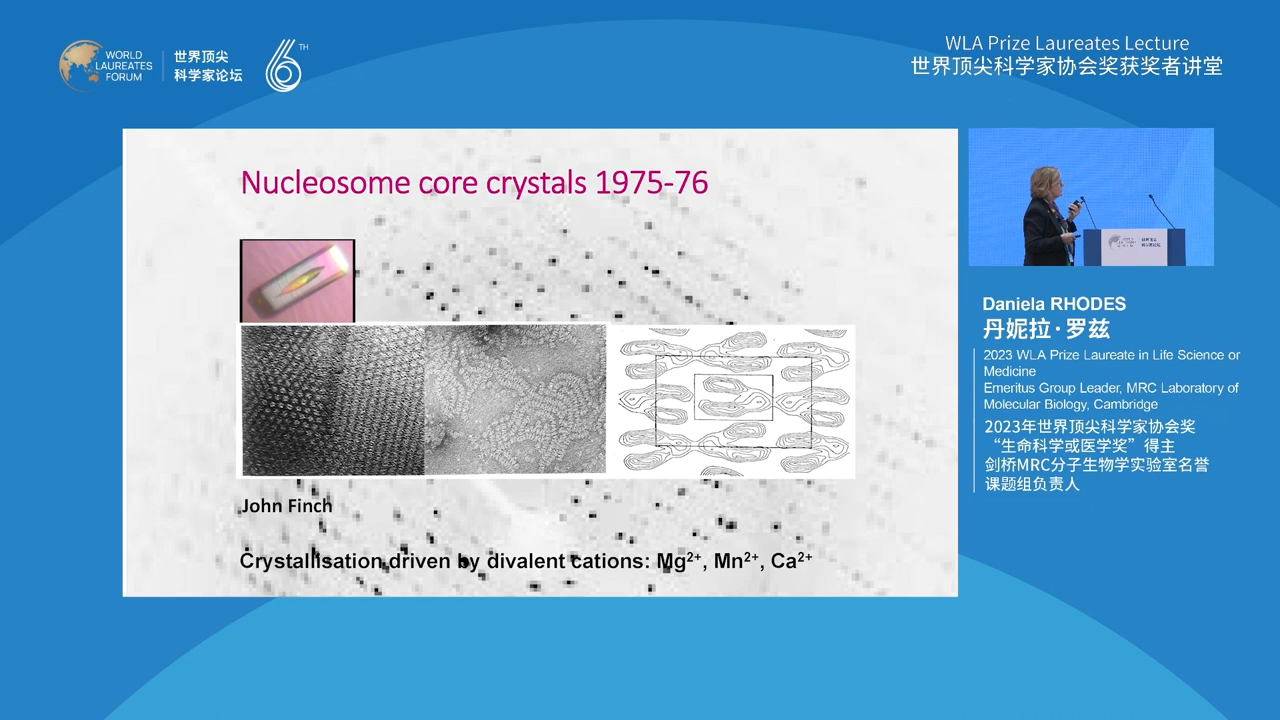 WORLD
LAUREATES
FORUM
世界顶尖
科学家论坛
6TH
WLA Prize Laureates Lecture
世界顶尖科学家协会奖获奖者讲堂
Nucleosome core crystals 1975-76
John Finch
Crystallisation driven by divalent cations: Mg²⁺, Mn²⁺, Ca²⁺
Daniela RHODES
丹妮拉·罗兹
2023 WLA Prize Laureate in Life Science or
Medicine
Emeritus Group Leader, MRC Laboratory of
Molecular Biology, Cambridge
2023年世界顶尖科学家协会奖
“生命科学或医学奖”得主
剑桥MRC分子生物学实验室名誉
课题组负责人